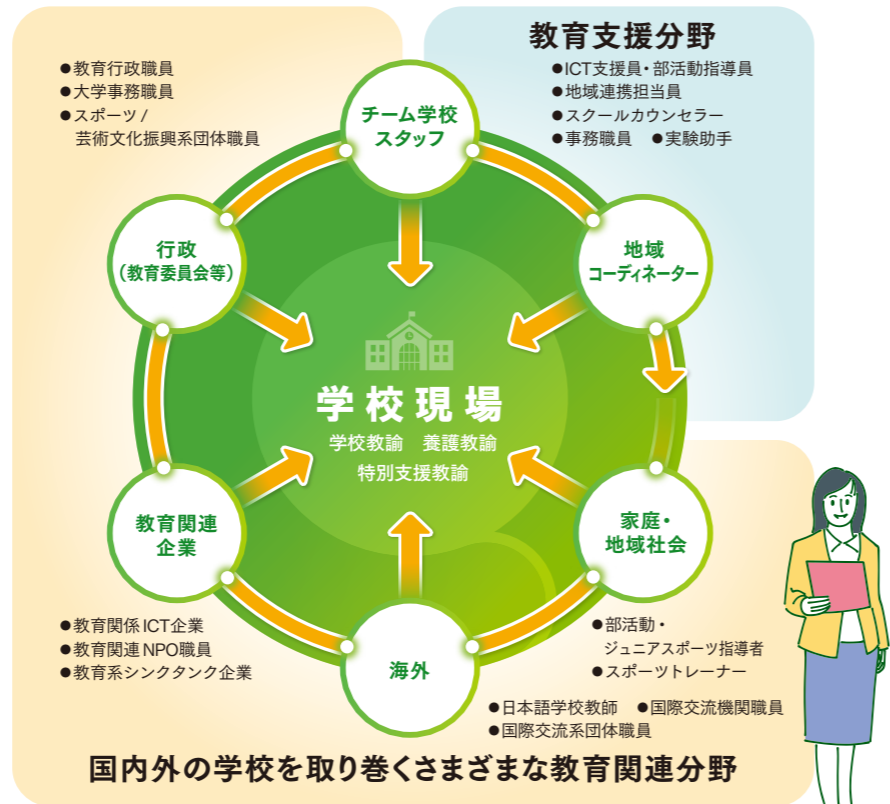 教育支援分野
●教育行政職員
●大学事務職員
●スポーツ/
芸術文化振興系団体職員
●ICT支援員・部活動指導員
●地域連携担当員
●スクールカウンセラー
●事務職員 ●実験助手
チーム学校
スタッフ
行政
(教育委員会等)
地域
コーディネーター
学校現場
学校教諭 養護教諭
特別支援教諭
教育関連
企業
家庭・
地域社会
海外
●教育関係ICT企業
●教育関連NPO職員
●教育系シンクタンク企業
●部活動・
ジュニアスポーツ指導者
●スポーツトレーナー
●日本語学校教師 ●国際交流機関職員
●国際交流系団体職員
国内外の学校を取り巻くさまざまな教育関連分野